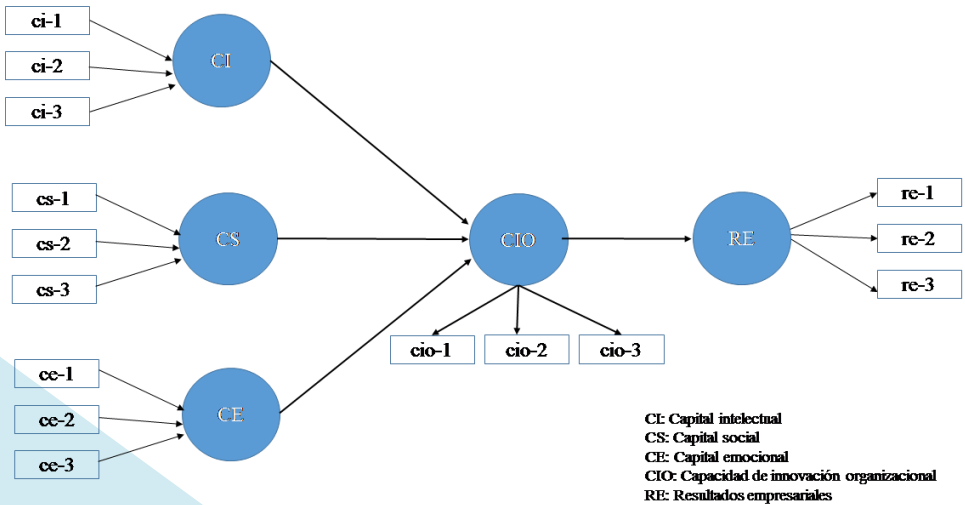 ci-1
ci-2
ci-3
CI
cs-1
cs-2
cs-3
CS
ce-1
ce-2
ce-3
CE
CIO
cio-1
cio-2
cio-3
RE
re-1
re-2
re-3
CI: Capital intelectual
CS: Capital social
CE: Capital emocional
CIO: Capacidad de innovación organizacional
RE: Resultados empresariales